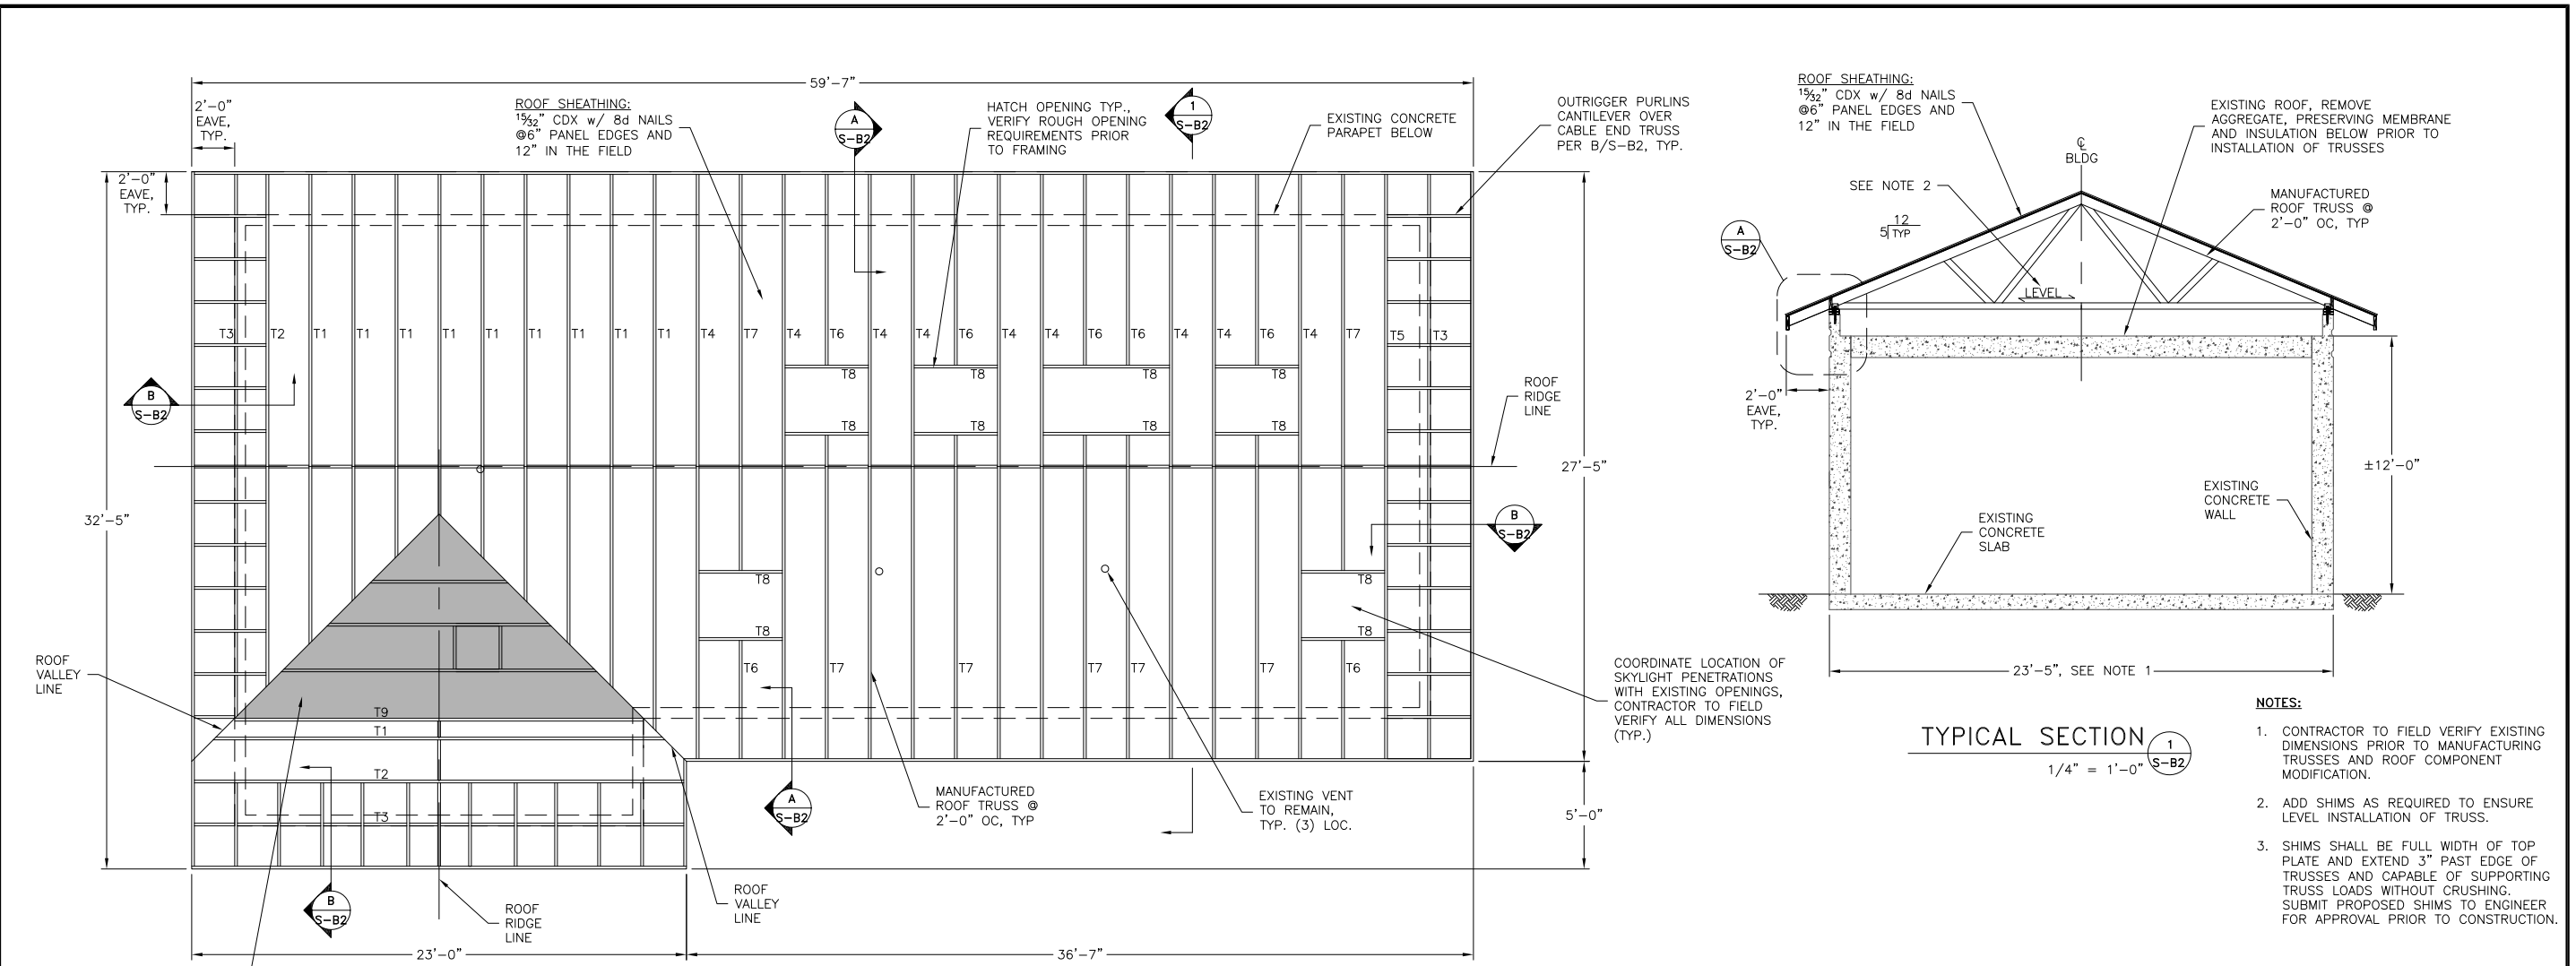 59'-7"
2'-0"
EAVE,
TYP.
ROOF SHEATHING:
15/32" CDX w/ 8d NAILS
@6" PANEL EDGES AND
12" IN THE FIELD
A
S-B2
HATCH OPENING TYP.,
VERIFY ROUGH OPENING
REQUIREMENTS PRIOR
TO FRAMING
1
S-B2
EXISTING CONCRETE
PARAPET BELOW
OUTRIGGER PURLINS
CANTILEVER OVER
CABLE END TRUSS
PER B/S-B2, TYP.
2'-0"
EAVE,
TYP.
T3 T2 T1 T1 T1 T1 T1 T1 T1 T1 T1 T4 T7 T4 T6 T4 T4 T6 T4 T4 T6 T6 T4 T4 T6 T4 T7 T5 T3
T8 T8 T8 T8
B
S-B2
T8 T8 T8 T8
ROOF
RIDGE
LINE
27'-5"
32'-5"
B
S-B2
T8 T8
T8 T8
T6 T7 T7 T7 T7 T7 T6
ROOF
VALLEY
LINE
COORDINATE LOCATION OF
SKYLIGHT PENETRATIONS
WITH EXISTING OPENINGS,
CONTRACTOR TO FIELD
VERIFY ALL DIMENSIONS
(TYP.)
T9
T1
T2
T3
A
S-B2
MANUFACTURED
ROOF TRUSS @
2'-0" OC, TYP
EXISTING VENT
TO REMAIN,
TYP. (3) LOC.
5'-0"
B
S-B2
ROOF
RIDGE
LINE
ROOF
VALLEY
LINE
23'-0"
36'-7"
ROOF SHEATHING:
15/32" CDX w/ 8d NAILS
@6" PANEL EDGES AND
12" IN THE FIELD
EXISTING ROOF, REMOVE
AGGREGATE, PRESERVING MEMBRANE
AND INSULATION BELOW PRIOR TO
INSTALLATION OF TRUSSES
℄
BLDG
SEE NOTE 2
MANUFACTURED
ROOF TRUSS @
2'-0" OC, TYP
12
5 TYP
A
S-B2
LEVEL
2'-0"
EAVE,
TYP.
±12'-0"
EXISTING
CONCRETE
WALL
EXISTING
CONCRETE
SLAB
23'-5", SEE NOTE 1
TYPICAL SECTION
1
S-B2
1/4" = 1'-0"
NOTES:
1. CONTRACTOR TO FIELD VERIFY EXISTING
DIMENSIONS PRIOR TO MANUFACTURING
TRUSSES AND ROOF COMPONENT
MODIFICATION.
2. ADD SHIMS AS REQUIRED TO ENSURE
LEVEL INSTALLATION OF TRUSS.
3. SHIMS SHALL BE FULL WIDTH OF TOP
PLATE AND EXTEND 3" PAST EDGE OF
TRUSSES AND CAPABLE OF SUPPORTING
TRUSS LOADS WITHOUT CRUSHING.
SUBMIT PROPOSED SHIMS TO ENGINEER
FOR APPROVAL PRIOR TO CONSTRUCTION.